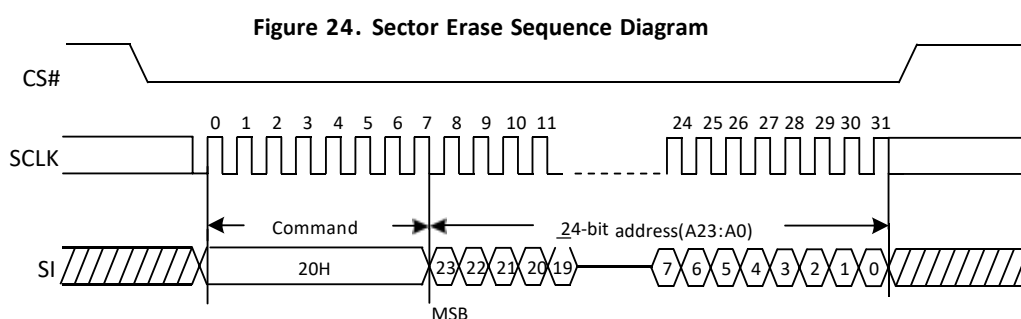 Figure 24. Sector Erase Sequence Diagram
CS#
0 1 2 3 4 5 6 7 8 9 10 11 24 25 26 27 28 29 30 31
SCLK
Command 24-bit address(A23:A0)
SI 20H 23 22 21 20 19 7 6 5 4 3 2 1 0
MSB